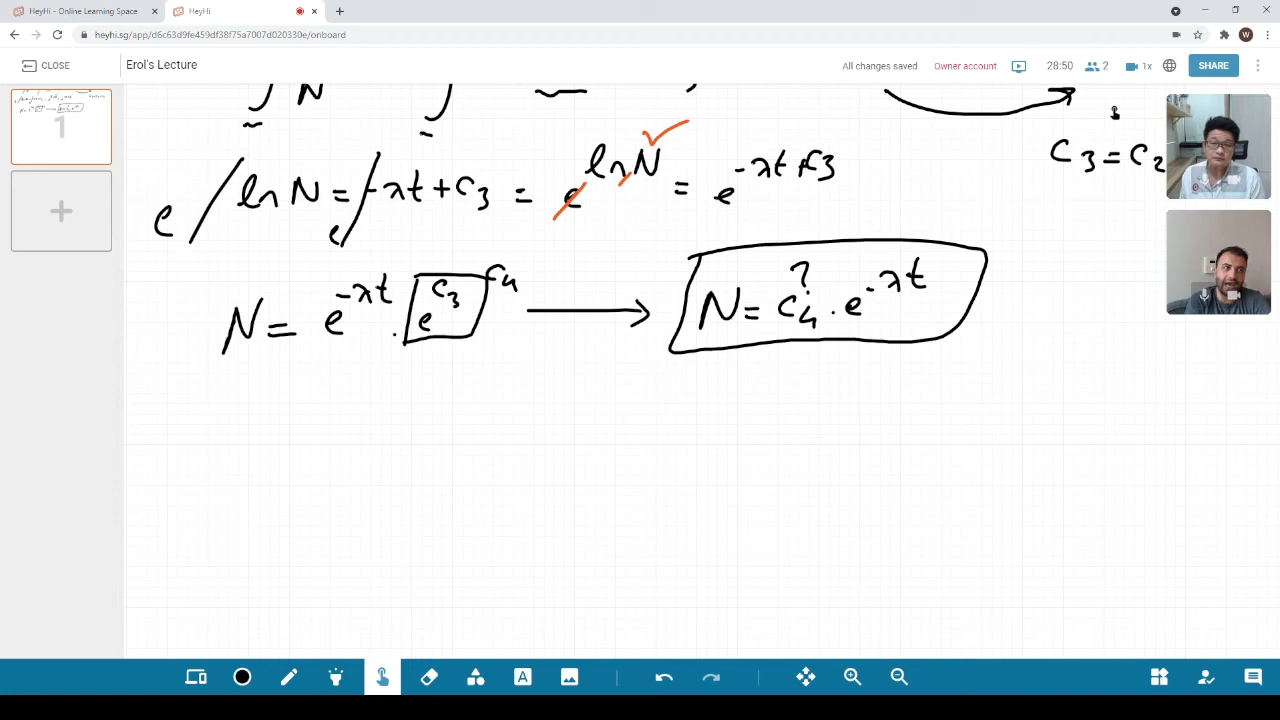 HeyHi - Online Learning Space
HeyHi
heyhi.sg/app/d6c63d9fe459df38f75a7007d020330e/onboard
W
CLOSE
Erol's Lecture
All changes saved
Owner account
28:50
2
1x
SHARE
1
N
C3 = C2
e / ln N = e / -λt + C3 = e^(ln N) = e^(-λt + C3)
N = e^(-λt) . e^(C3) C4 → N = C4 . e^(-λt)
?
A